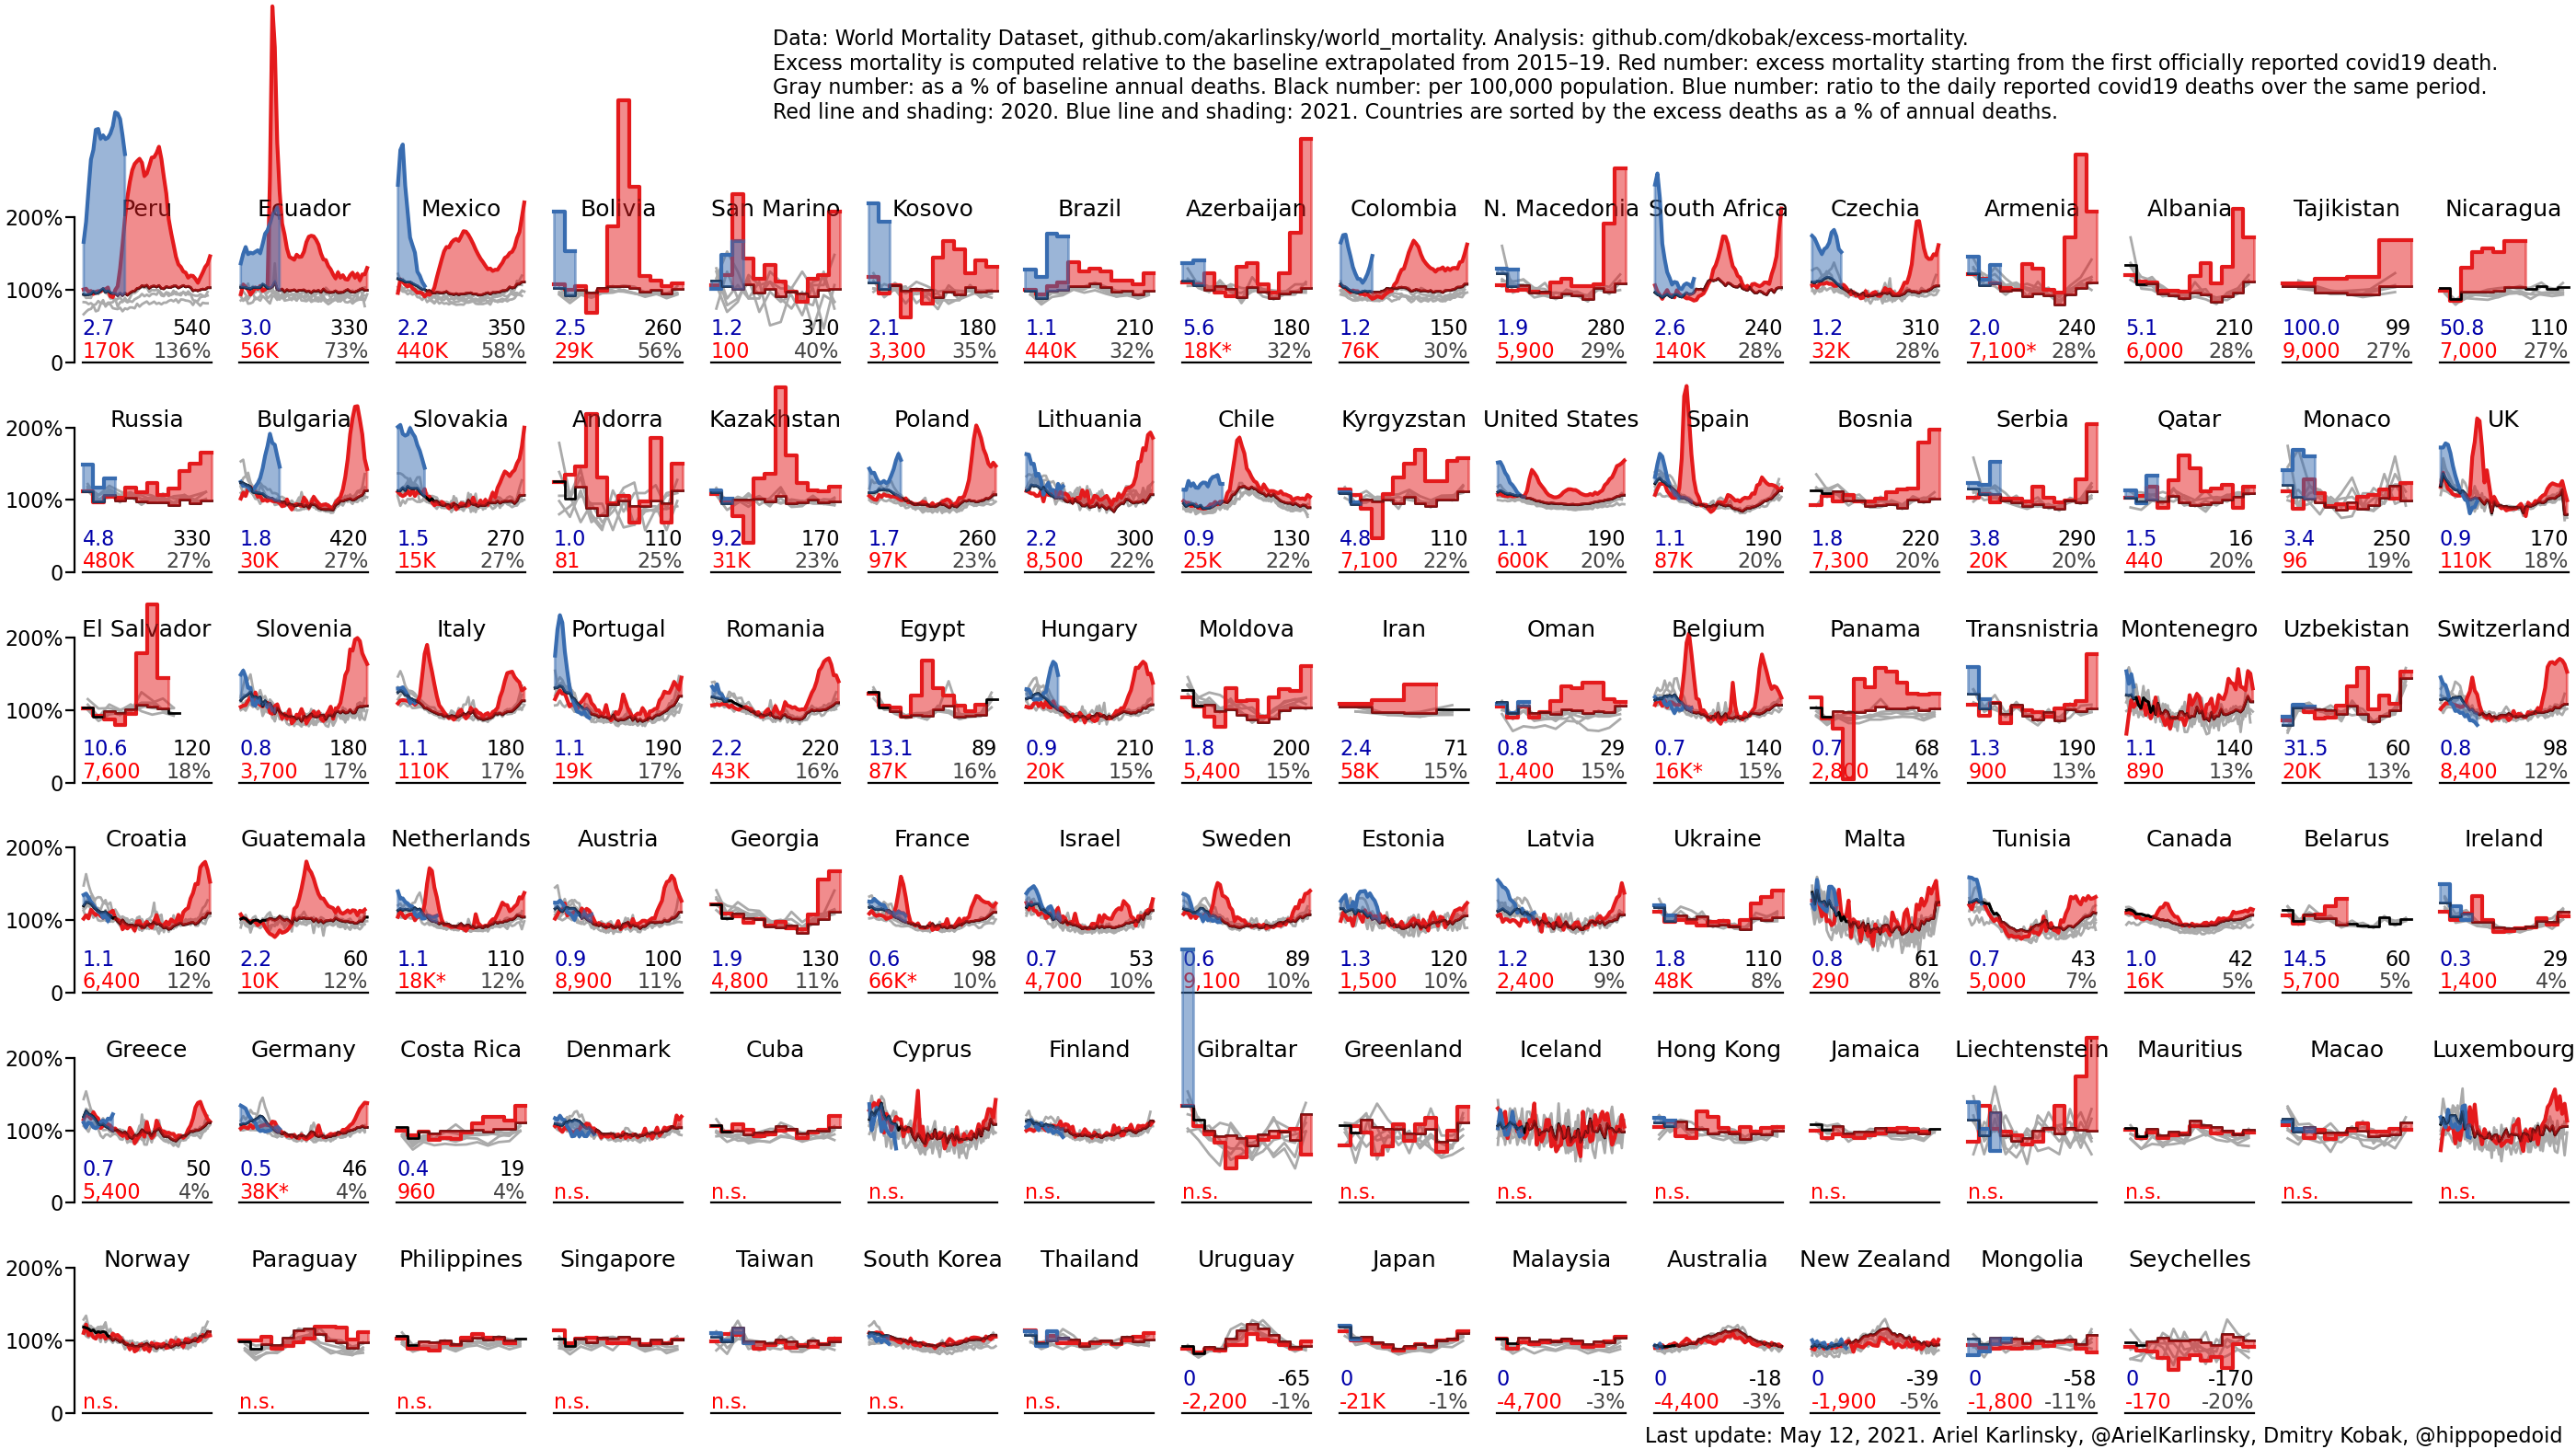 Data: World Mortality Dataset, github.com/akarlinsky/world_mortality. Analysis: github.com/dkobak/excess-mortality.
Excess mortality is computed relative to the baseline extrapolated from 2015–19. Red number: excess mortality starting from the first officially reported covid19 death.
Gray number: as a % of baseline annual deaths. Black number: per 100,000 population. Blue number: ratio to the daily reported covid19 deaths over the same period.
Red line and shading: 2020. Blue line and shading: 2021. Countries are sorted by the excess deaths as a % of annual deaths.
Peru Ecuador Mexico Bolivia San Marino Kosovo Brazil Azerbaijan Colombia N. Macedonia South Africa Czechia Armenia Albania Tajikistan Nicaragua
200%
100%
2.7 540 3.0 330 2.2 350 2.5 260 1.2 310 2.1 180 1.1 210 5.6 180 1.2 150 1.9 280 2.6 240 1.2 310 2.0 240 5.1 210 100.0 99 50.8 110
170K 136% 56K 73% 440K 58% 29K 56% 100 40% 3,300 35% 440K 32% 18K* 32% 76K 30% 5,900 29% 140K 28% 32K 28% 7,100* 28% 6,000 28% 9,000 27% 7,000 27%
0
Russia Bulgaria Slovakia Andorra Kazakhstan Poland Lithuania Chile Kyrgyzstan United States Spain Bosnia Serbia Qatar Monaco UK
200%
100%
4.8 330 1.8 420 1.5 270 1.0 110 9.2 170 1.7 260 2.2 300 0.9 130 4.8 110 1.1 190 1.1 190 1.8 220 3.8 290 1.5 16 3.4 250 0.9 170
480K 27% 30K 27% 15K 27% 81 25% 31K 23% 97K 23% 8,500 22% 25K 22% 7,100 22% 600K 20% 87K 20% 7,300 20% 20K 20% 440 20% 96 19% 110K 18%
0
El Salvador Slovenia Italy Portugal Romania Egypt Hungary Moldova Iran Oman Belgium Panama Transnistria Montenegro Uzbekistan Switzerland
200%
100%
10.6 120 0.8 180 1.1 180 1.1 190 2.2 220 13.1 89 0.9 210 1.8 200 2.4 71 0.8 29 0.7 140 0.7 68 1.3 190 1.1 140 31.5 60 0.8 98
7,600 18% 3,700 17% 110K 17% 19K 17% 43K 16% 87K 16% 20K 15% 5,400 15% 58K 15% 1,400 15% 16K* 15% 2,800 14% 900 13% 890 13% 20K 13% 8,400 12%
0
Croatia Guatemala Netherlands Austria Georgia France Israel Sweden Estonia Latvia Ukraine Malta Tunisia Canada Belarus Ireland
200%
100%
1.1 160 2.2 60 1.1 110 0.9 100 1.9 130 0.6 98 0.7 53 0.6 89 1.3 120 1.2 130 1.8 110 0.8 61 0.7 43 1.0 42 14.5 60 0.3 29
6,400 12% 10K 12% 18K* 12% 8,900 11% 4,800 11% 66K* 10% 4,700 10% 9,100 10% 1,500 10% 2,400 9% 48K 8% 290 8% 5,000 7% 16K 5% 5,700 5% 1,400 4%
0
Greece Germany Costa Rica Denmark Cuba Cyprus Finland Gibraltar Greenland Iceland Hong Kong Jamaica Liechtenstein Mauritius Macao Luxembourg
200%
100%
0.7 50 0.5 46 0.4 19
5,400 4% 38K* 4% 960 4% n.s. n.s. n.s. n.s. n.s. n.s. n.s. n.s. n.s. n.s. n.s. n.s. n.s.
0
Norway Paraguay Philippines Singapore Taiwan South Korea Thailand Uruguay Japan Malaysia Australia New Zealand Mongolia Seychelles
200%
100%
0 -65 0 -16 0 -15 0 -18 0 -39 0 -58 0 -170
n.s. n.s. n.s. n.s. n.s. n.s. n.s. -2,200 -1% -21K -1% -4,700 -3% -4,400 -3% -1,900 -5% -1,800 -11% -170 -20%
0
Last update: May 12, 2021. Ariel Karlinsky, @ArielKarlinsky, Dmitry Kobak, @hippopedoid